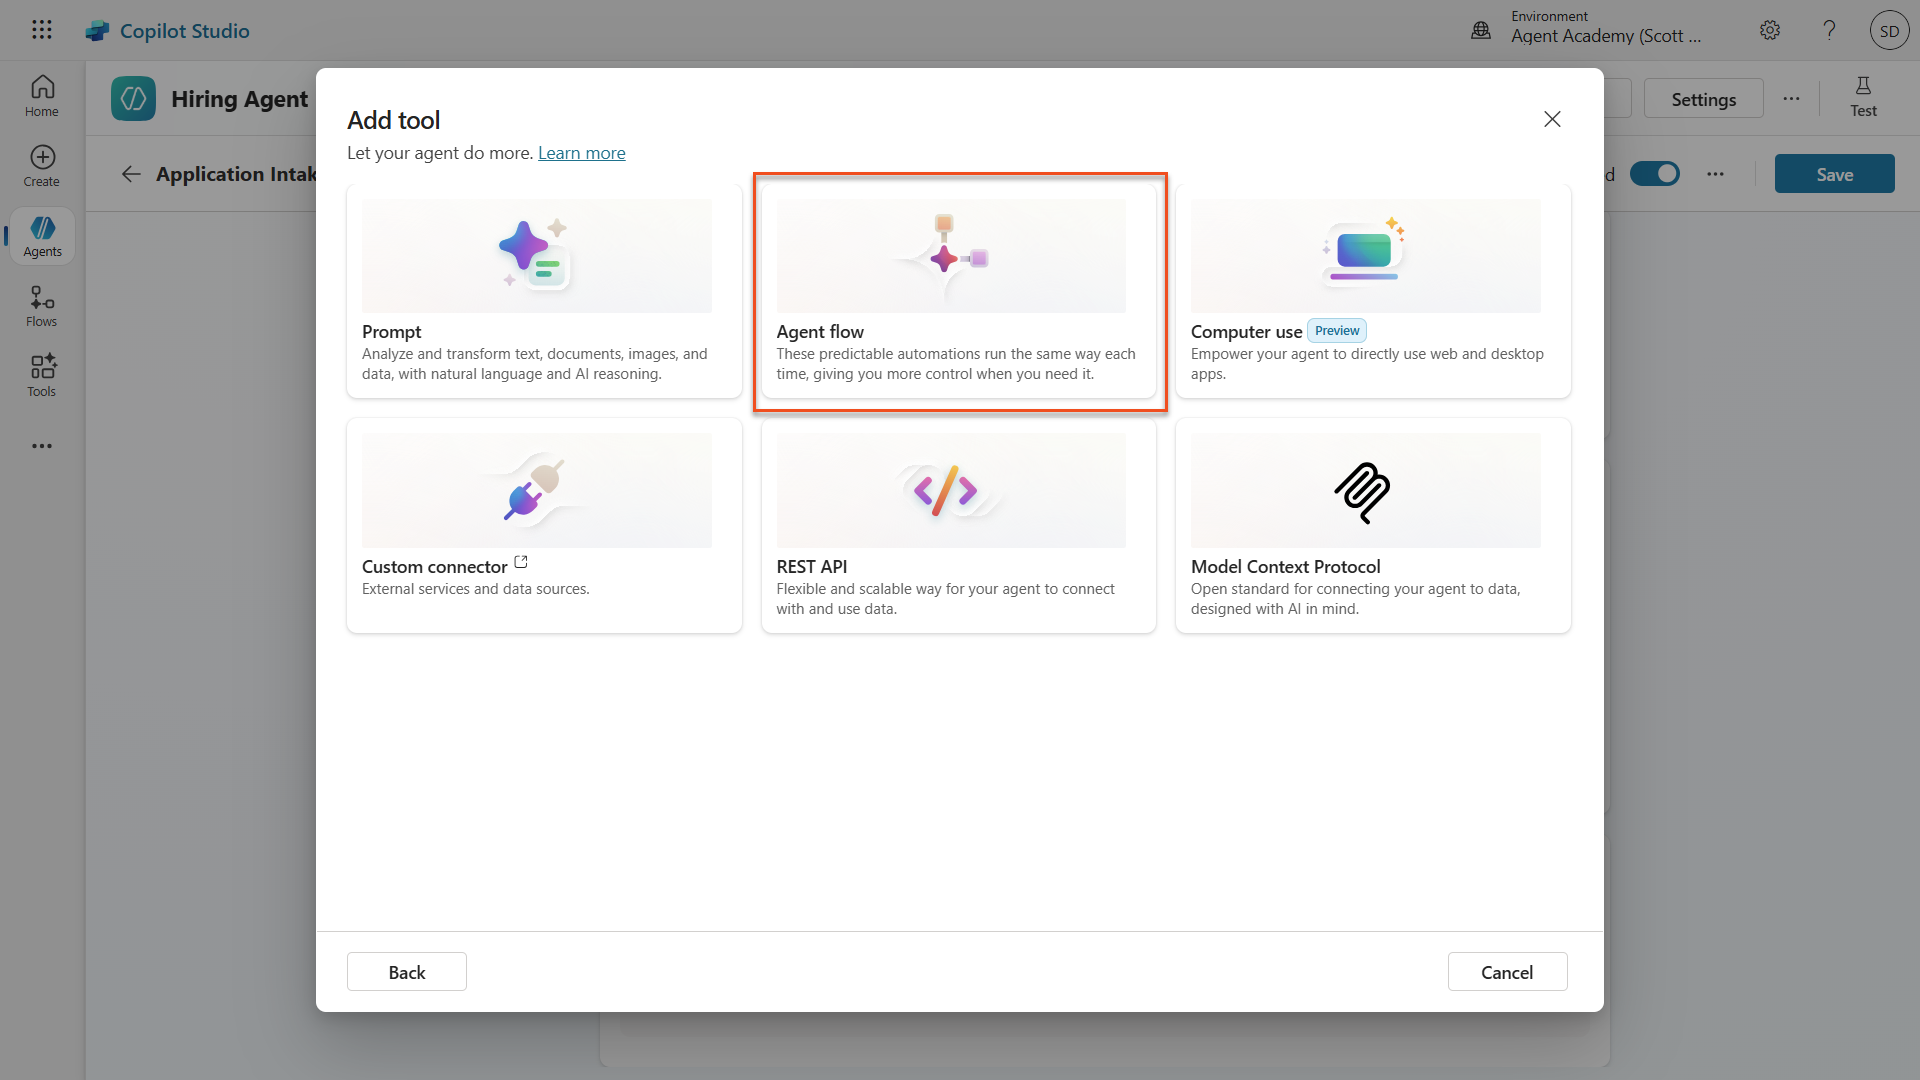 Copilot Studio
Environment
Agent Academy (Scott ...
?
SD
Home
Create
Agents
Flows
Tools
Hiring Agent
Settings
Test
Application Intak
d
Save
Add tool
Let your agent do more. Learn more
Prompt
Analyze and transform text, documents, images, and
data, with natural language and AI reasoning.
Agent flow
These predictable automations run the same way each
time, giving you more control when you need it.
Computer use Preview
Empower your agent to directly use web and desktop
apps.
Custom connector
External services and data sources.
REST API
Flexible and scalable way for your agent to connect
with and use data.
Model Context Protocol
Open standard for connecting your agent to data,
designed with AI in mind.
Back
Cancel